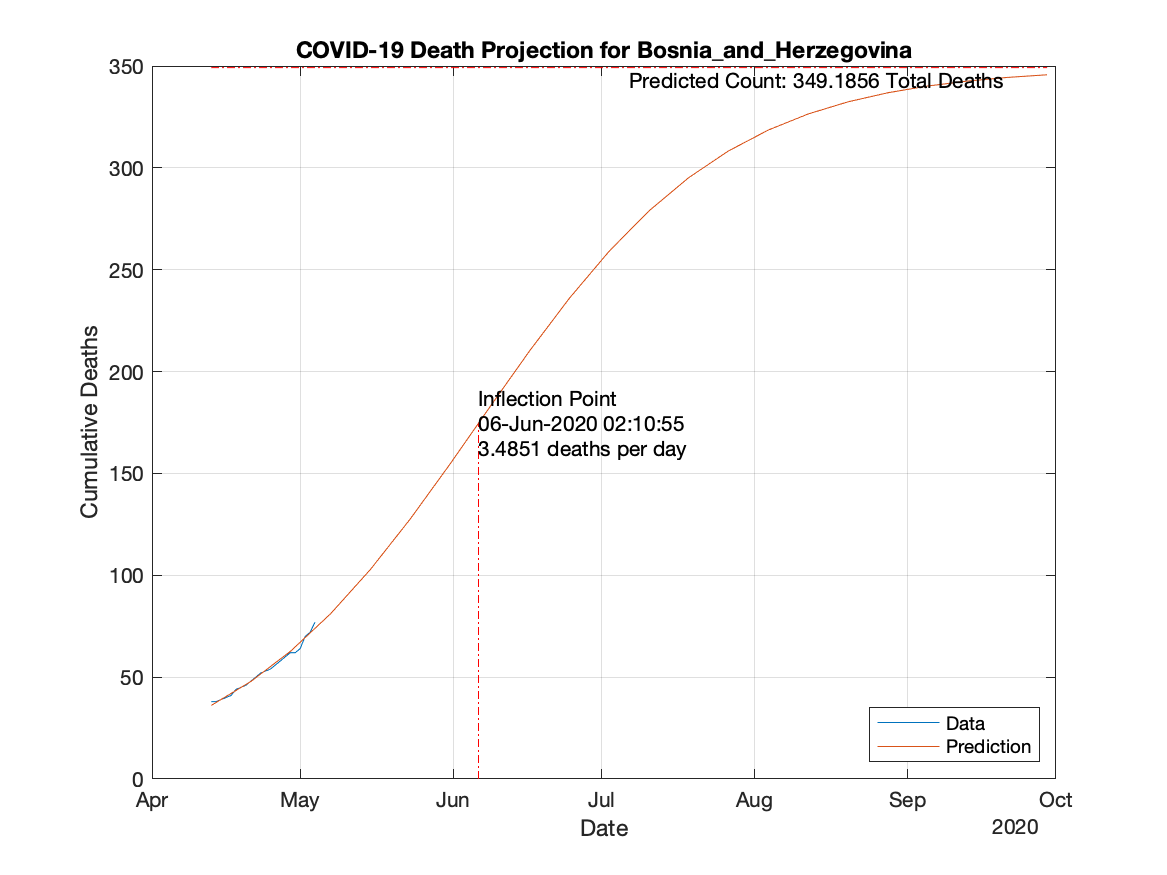 COVID-19 Death Projection for Bosnia_and_Herzegovina
350
Predicted Count: 349.1856 Total Deaths
300
250
200
Inflection Point
06-Jun-2020 02:10:55
3.4851 deaths per day
150
100
50
0
Cumulative Deaths
Data
Prediction
Apr May Jun Jul Aug Sep Oct
Date
2020